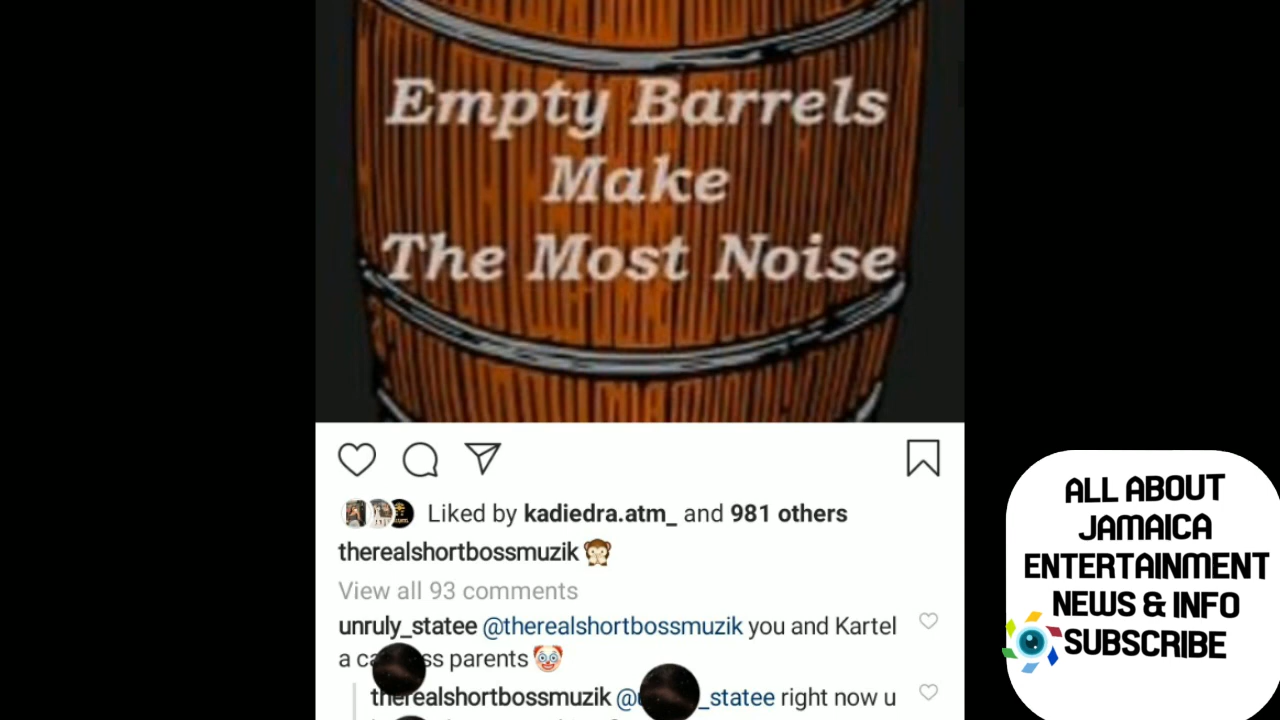 Empty Barrels
Make
The Most Noise
Liked by kadiedra.atm_ and 981 others
therealshortbossmuzik 🙊
View all 93 comments
unruly_statee @therealshortbossmuzik you and Kartel
a parents 🤡
therealshortbossmuzik _statee right now u
ALL ABOUT
JAMAICA
ENTERTAINMENT
NEWS & INFO
SUBSCRIBE